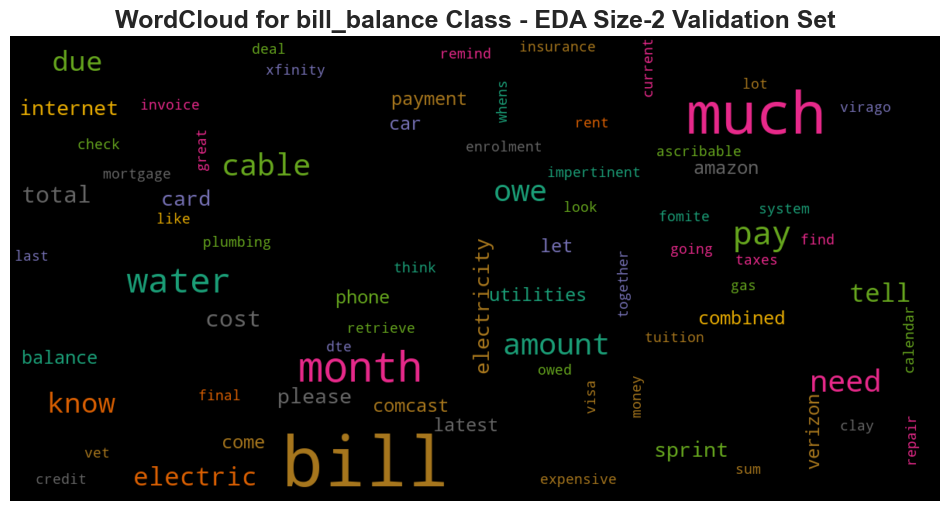 WordCloud for bill_balance Class - EDA Size-2 Validation Set
deal
remind
insurance
current
due
xfinity
lot
internet
invoice
payment
whens
much
virago
car
rent
check
great
enrolment
ascribable
cable
mortgage
impertinent
amazon
total
card
owe
like
look
fomite
system
plumbing
let
pay
find
last
going
taxes
think
together
water
electricity
gas
phone
utilities
tell
cost
retrieve
combined
calendar
dte
amount
tuition
balance
month
owed
need
final
please
visa
money
know
comcast
verizon
latest
clay
repair
come
bill
vet
sprint
credit
electric
expensive
sum